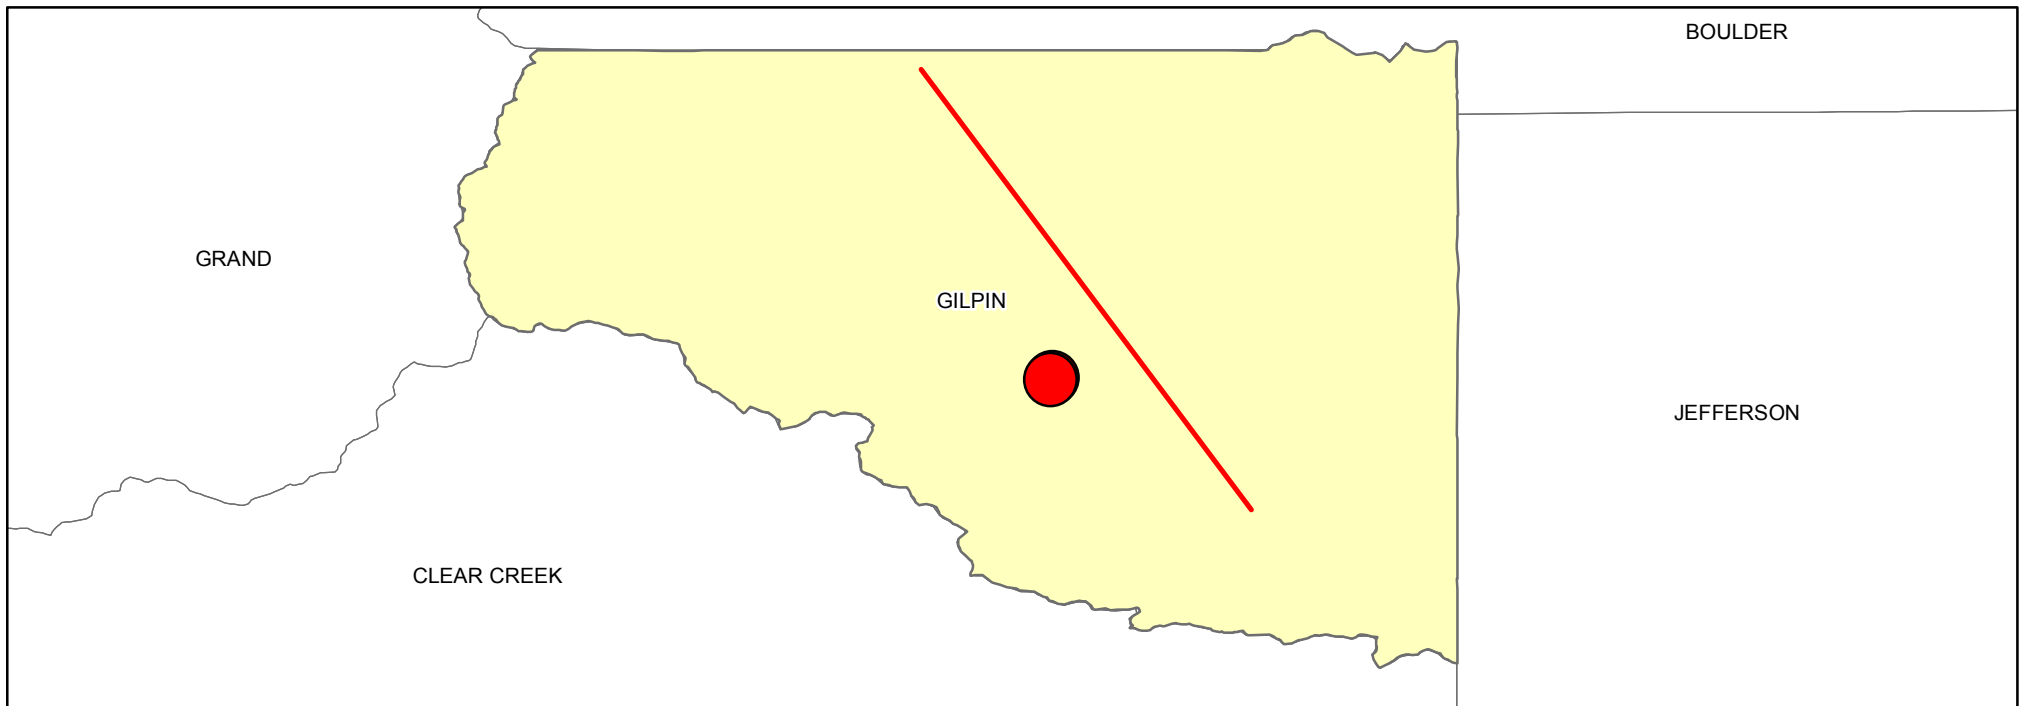 BOULDER
GRAND
GILPIN
JEFFERSON
CLEAR CREEK